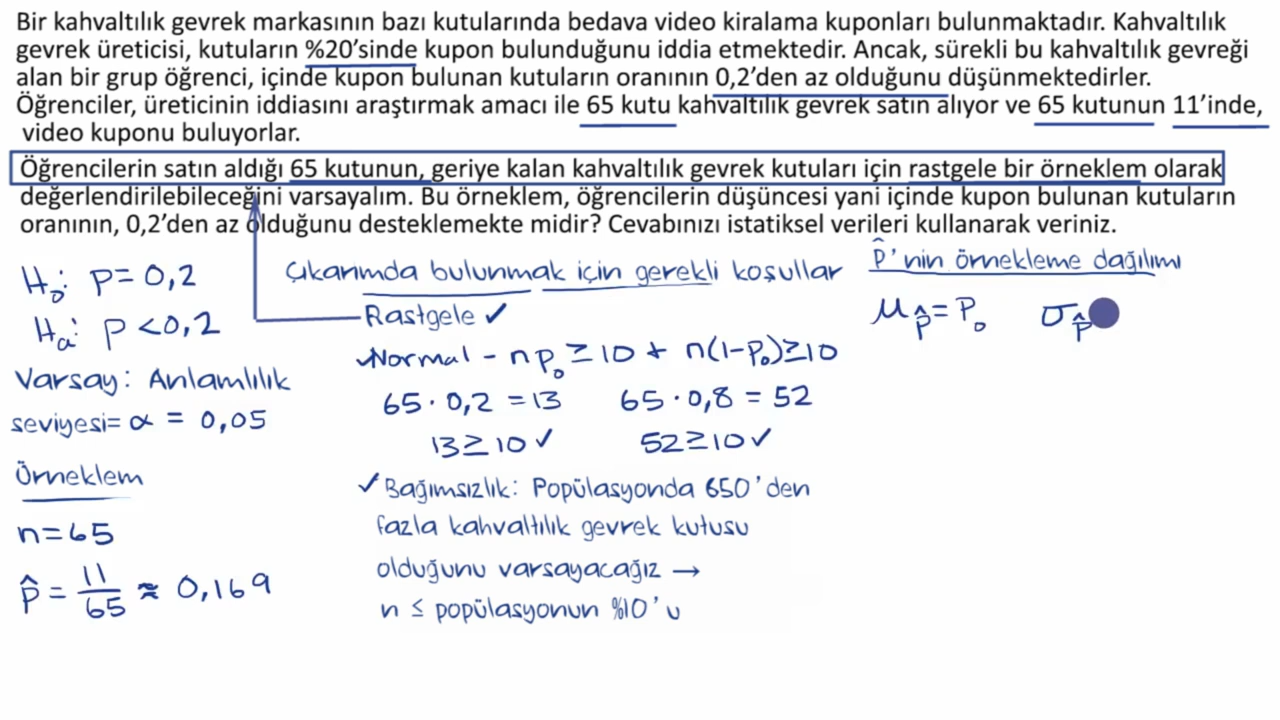 Bir kahvaltılık gevrek markasının bazı kutularında bedava video kiralama kuponları bulunmaktadır. Kahvaltılık
gevrek üreticisi, kutuların %20'sinde kupon bulunduğunu iddia etmektedir. Ancak, sürekli bu kahvaltılık gevreği
alan bir grup öğrenci, içinde kupon bulunan kutuların oranının 0,2'den az olduğunu düşünmektedirler.
Öğrenciler, üreticinin iddiasını araştırmak amacı ile 65 kutu kahvaltılık gevrek satın alıyor ve 65 kutunun 11'inde,
video kuponu buluyorlar.
Öğrencilerin satın aldığı 65 kutunun, geriye kalan kahvaltılık gevrek kutuları için rastgele bir örneklem olarak
değerlendirilebileceğini varsayalım. Bu örneklem, öğrencilerin düşüncesi yani içinde kupon bulunan kutuların
oranının, 0,2'den az olduğunu desteklemekte midir? Cevabınızı istatiksel verileri kullanarak veriniz.
H₀: p = 0,2
Hₐ: p < 0,2
Varsay: Anlamlılık
seviyesi = α = 0,05
Örneklem
n = 65
p̂ = 11/65 ≈ 0,169
Çıkarımda bulunmak için gerekli koşullar
Rastgele ✓
✓Normal - np₀ ≥ 10 + n(1-p₀) ≥ 10
65 · 0,2 = 13 65 · 0,8 = 52
13 ≥ 10 ✓ 52 ≥ 10 ✓
✓Bağımsızlık: Popülasyonda 650'den
fazla kahvaltılık gevrek kutusu
olduğunu varsayacağız →
n ≤ popülasyonun %10'u
p̂'nin örnekleme dağılımı
μp̂ = P₀ σp̂